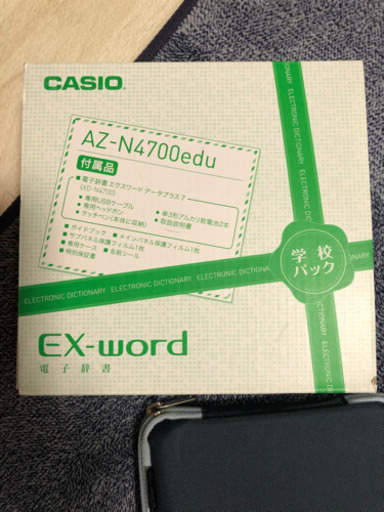 CASIO
AZ-N4700edu
付属品
■電子辞書 エクスワード データプラス7
(XD-N4700)
●専用USBケーブル
●専用ヘッドホン
●タッチペン(本体に収納)
●単3形アルカリ乾電池2本
●取扱説明書
■ガイドブック ■メインパネル保護フィルム1枚
■サブパネル保護フィルム1枚
■専用ケース ■名前シール
■特別保証書
学校
パック
ELECTRONIC DICTIONARY ELECTRONIC DICTIONARY ELECTRONIC DICTIONARY
EX-word
電子辞書